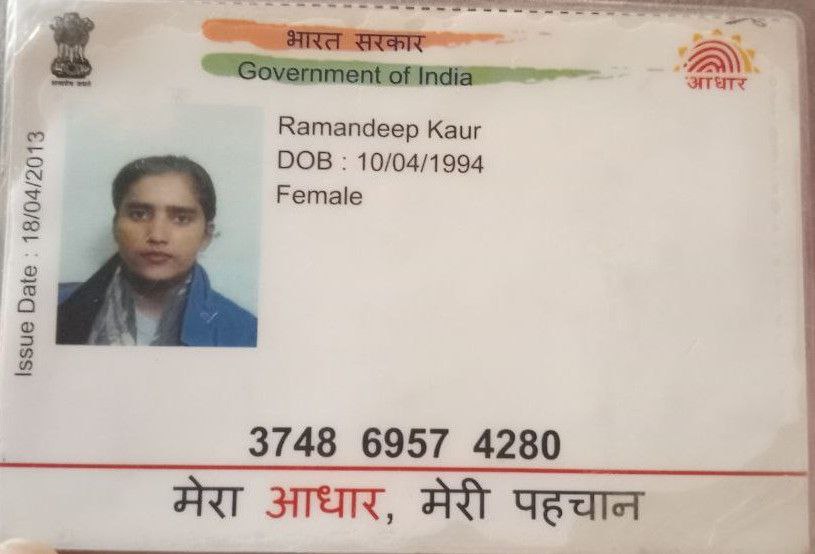 भारत सरकार
Government of India
आधार
Issue Date : 18/04/2013
Ramandeep Kaur
DOB : 10/04/1994
Female
3748 6957 4280
मेरा आधार, मेरी पहचान